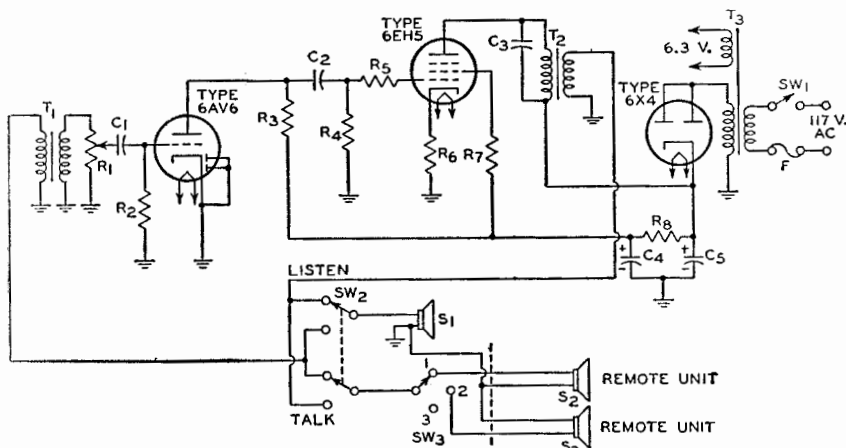 TYPE
6EH5
C3
T2
T3
6.3 V.
TYPE
6AV6
C2
R5
TYPE
6X4
SW1
117 V.
AC
F
T1
C1
R1
R2
R3
R4
R6
R7
R8
C4
C5
LISTEN
SW2
S1
1
2
3
SW3
TALK
S2
REMOTE UNIT
REMOTE UNIT